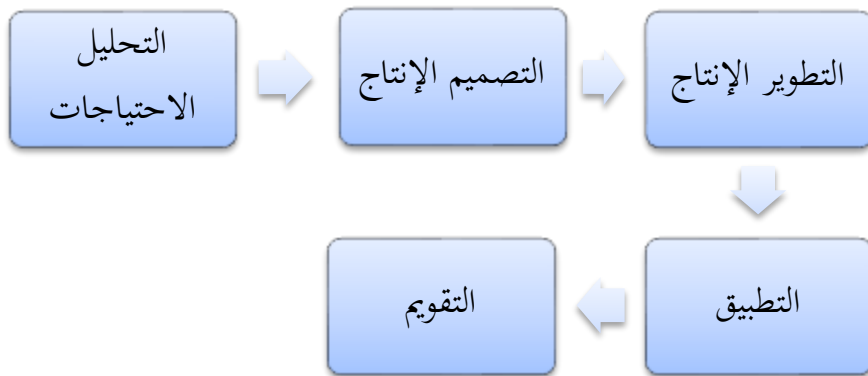 التحليل
الاحتياجات
التصميم الإنتاج
التطوير الإنتاج
التطبيق
التقويم